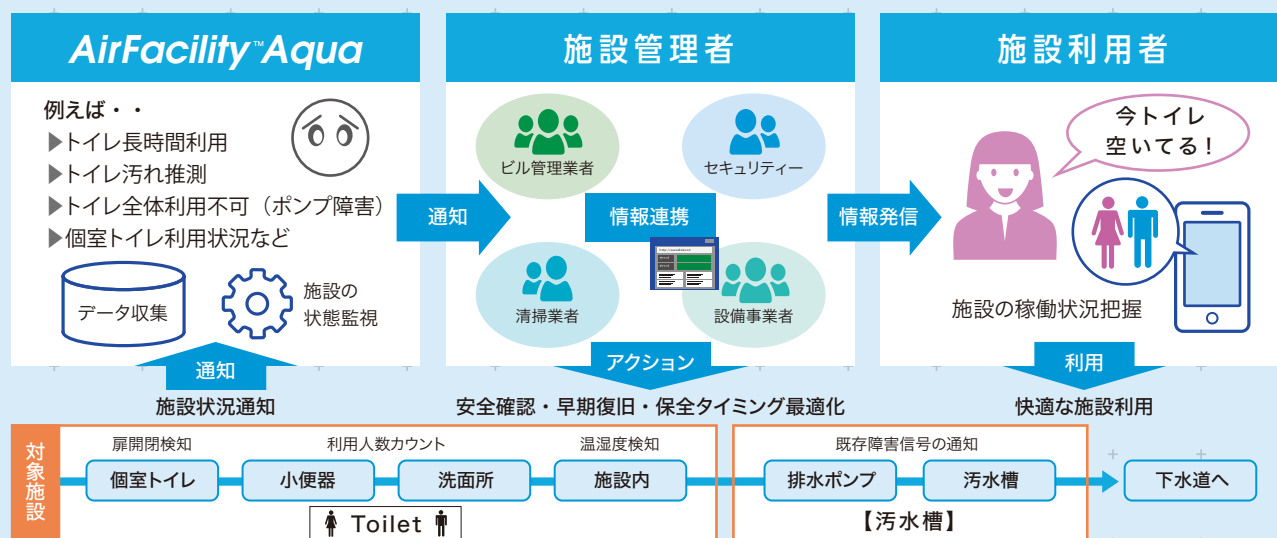 AirFacility™Aqua
例えば・・
▶トイレ長時間利用
▶トイレ汚れ推測
▶トイレ全体利用不可（ポンプ障害）
▶個室トイレ利用状況など
データ収集
施設の
状態監視
通知
施設管理者
ビル管理業者
セキュリティー
情報連携
清掃業者
設備事業者
情報発信
施設利用者
今トイレ
空いてる！
施設の稼働状況把握
通知
施設状況通知
アクション
安全確認・早期復旧・保全タイミング最適化
利用
快適な施設利用
対象施設
扉開閉検知
利用人数カウント
温湿度検知
既存障害信号の通知
個室トイレ
小便器
洗面所
施設内
排水ポンプ
汚水槽
下水道へ
Toilet
【汚水槽】